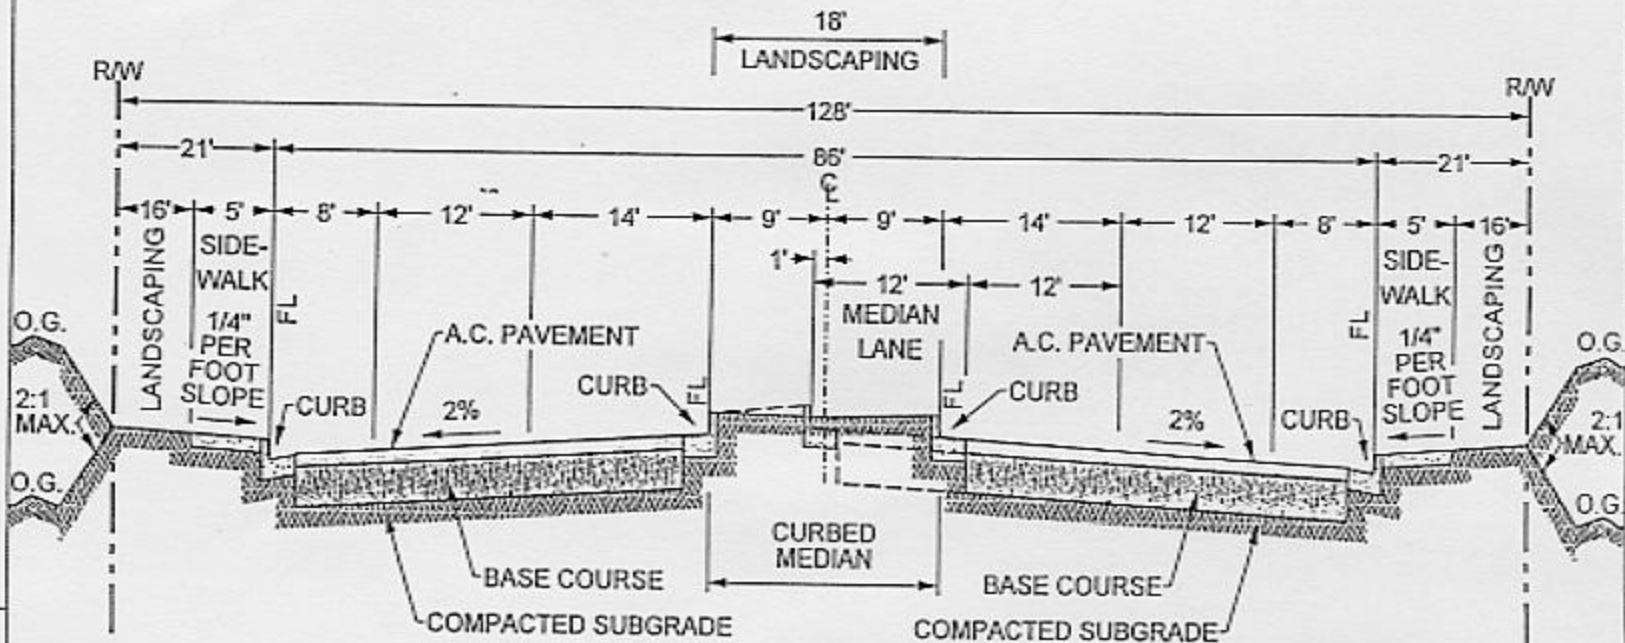 18'
LANDSCAPING
R/W
R/W
128'
21'
86'
21'
℄
16'
5'
8'
12'
14'
9'
9'
14'
12'
8'
5'
16'
LANDSCAPING
SIDE-
WALK
1/4"
PER
FOOT
SLOPE
FL
1'
12'
12'
MEDIAN
LANE
A.C. PAVEMENT
A.C. PAVEMENT
FL
SIDE-
WALK
1/4"
PER
FOOT
SLOPE
LANDSCAPING
O.G.
O.G.
2:1
MAX.
2:1
MAX.
CURB
2%
CURB
FL
FL
CURB
2%
CURB
O.G.
O.G.
CURBED
MEDIAN
BASE COURSE
BASE COURSE
COMPACTED SUBGRADE
COMPACTED SUBGRADE